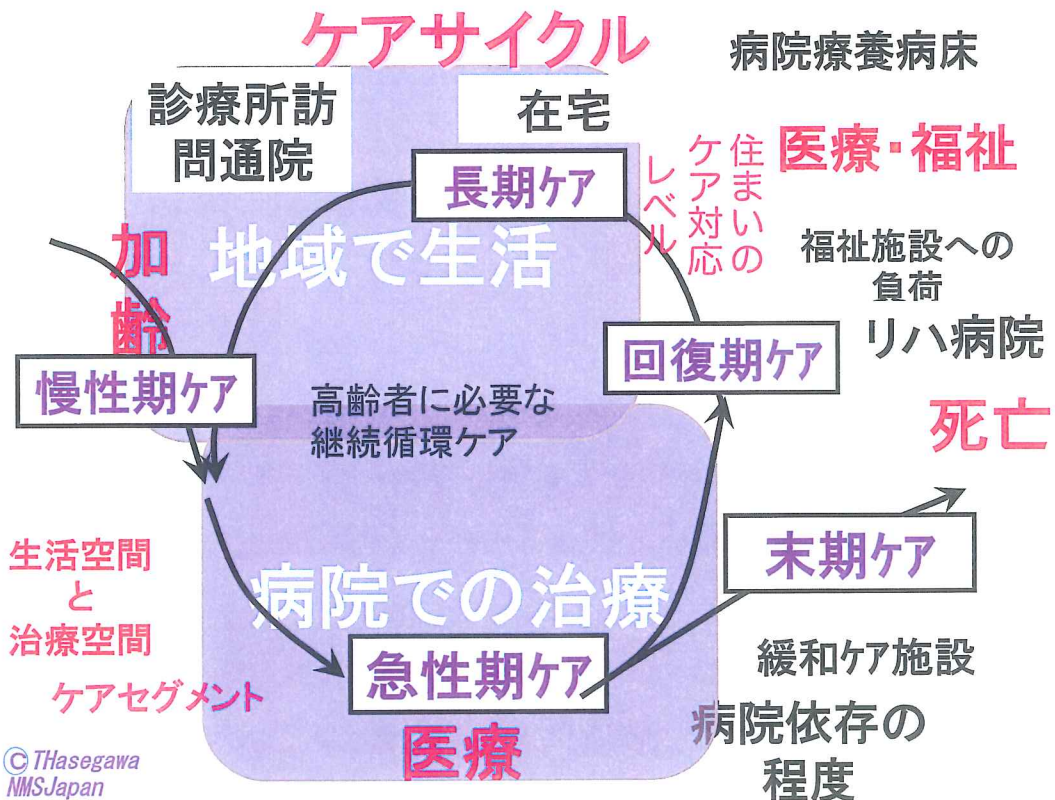 ケアサイクル
病院療養病床
診療所訪
問通院
在宅
医療・福祉
住まいの
ケア対応
レベル
長期ケア
加
齢
地域で生活
福祉施設への
負荷
リハ病院
回復期ケア
慢性期ケア
高齢者に必要な
継続循環ケア
死亡
末期ケア
生活空間
と
治療空間
病院での治療
急性期ケア
緩和ケア施設
ケアセグメント
病院依存の
程度
医療
© THasegawa
NMSJapan